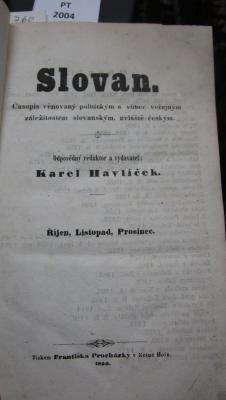 260
PT
2004
Slovan.
Časopis věnovaný politickým a vůbec veřejným
záležitostem slovanským, zvláště českým.
Odpovědný redaktor a vydavatel:
Karel Havlíček.
Říjen, Listopad, Prosinec.
Tiskem Františka Procházky v Kutné Hoře.
1850.